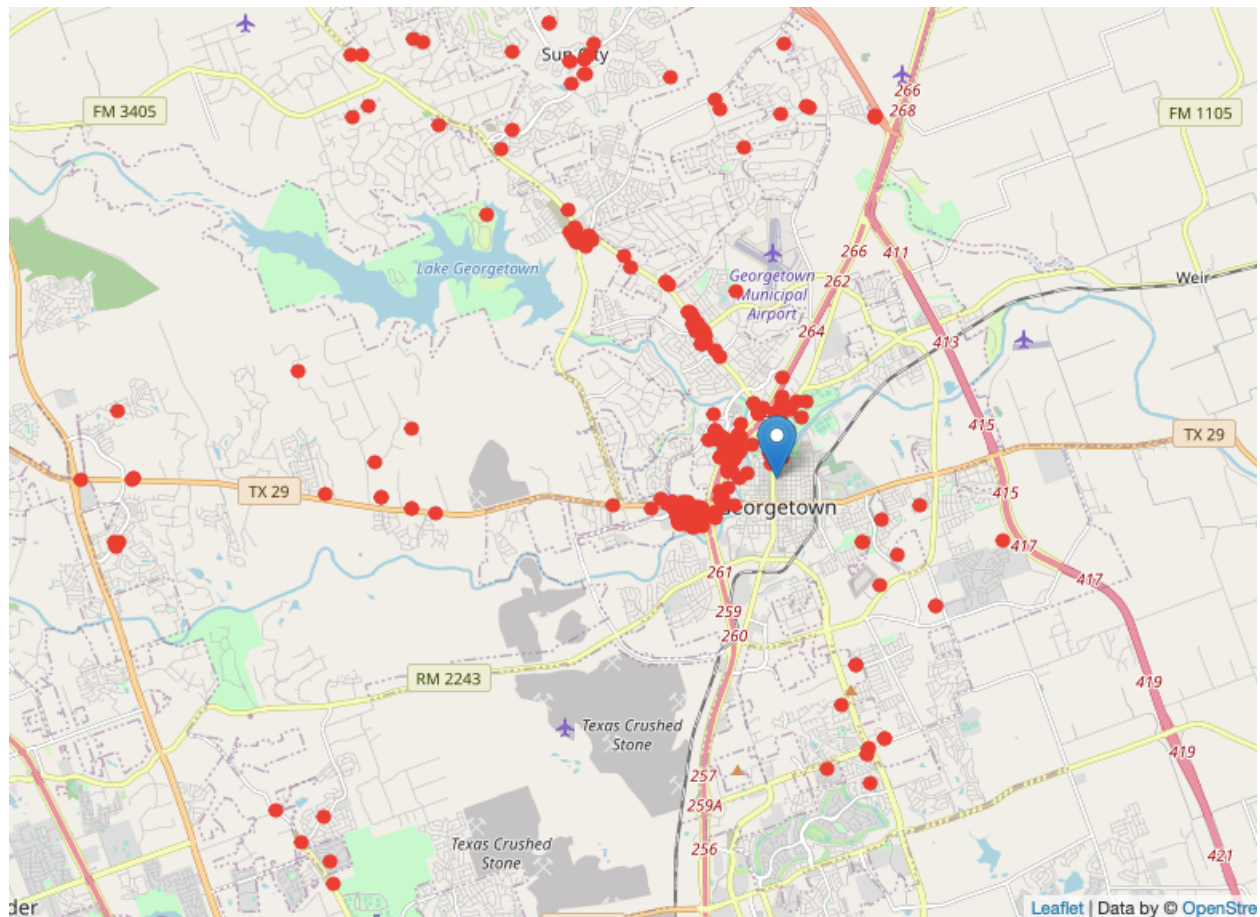 Sun City
266
268
FM 3405
FM 1105
Lake Georgetown
Georgetown
Municipal
Airport
266
411
262
Weir
264
413
415
TX 29
TX 29
415
Georgetown
417
417
261
259
260
RM 2243
419
Texas Crushed
Stone
419
257
259A
Texas Crushed
Stone
256
421
der
Leaflet | Data by © OpenStre